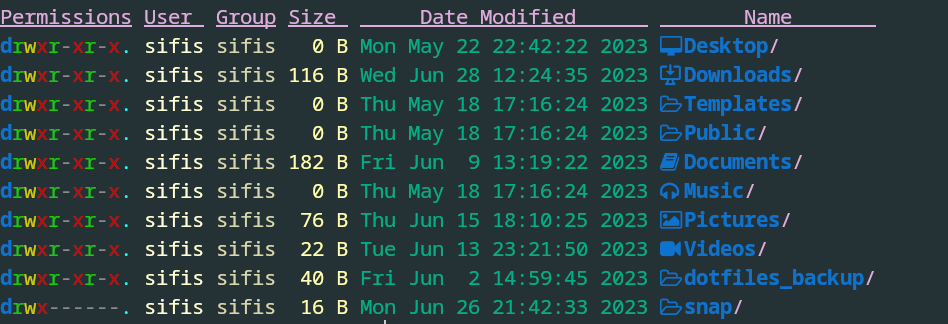 Permissions User Group Size Date Modified Name
drwxr-xr-x. sifis sifis 0 B Mon May 22 22:42:22 2023 Desktop/
drwxr-xr-x. sifis sifis 116 B Wed Jun 28 12:24:35 2023 Downloads/
drwxr-xr-x. sifis sifis 0 B Thu May 18 17:16:24 2023 Templates/
drwxr-xr-x. sifis sifis 0 B Thu May 18 17:16:24 2023 Public/
drwxr-xr-x. sifis sifis 182 B Fri Jun 9 13:19:22 2023 Documents/
drwxr-xr-x. sifis sifis 0 B Thu May 18 17:16:24 2023 Music/
drwxr-xr-x. sifis sifis 76 B Thu Jun 15 18:10:25 2023 Pictures/
drwxr-xr-x. sifis sifis 22 B Tue Jun 13 23:21:50 2023 Videos/
drwxr-xr-x. sifis sifis 40 B Fri Jun 2 14:59:45 2023 dotfiles_backup/
drwx------. sifis sifis 16 B Mon Jun 26 21:42:33 2023 snap/